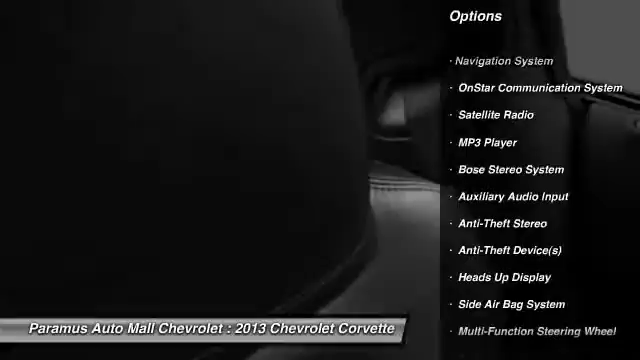 Options
· Navigation System
· OnStar Communication System
· Satellite Radio
· MP3 Player
· Bose Stereo System
· Auxiliary Audio Input
· Anti-Theft Stereo
· Anti-Theft Device(s)
· Heads Up Display
· Side Air Bag System
· Multi-Function Steering Wheel
Paramus Auto Mall Chevrolet : 2013 Chevrolet Corvette